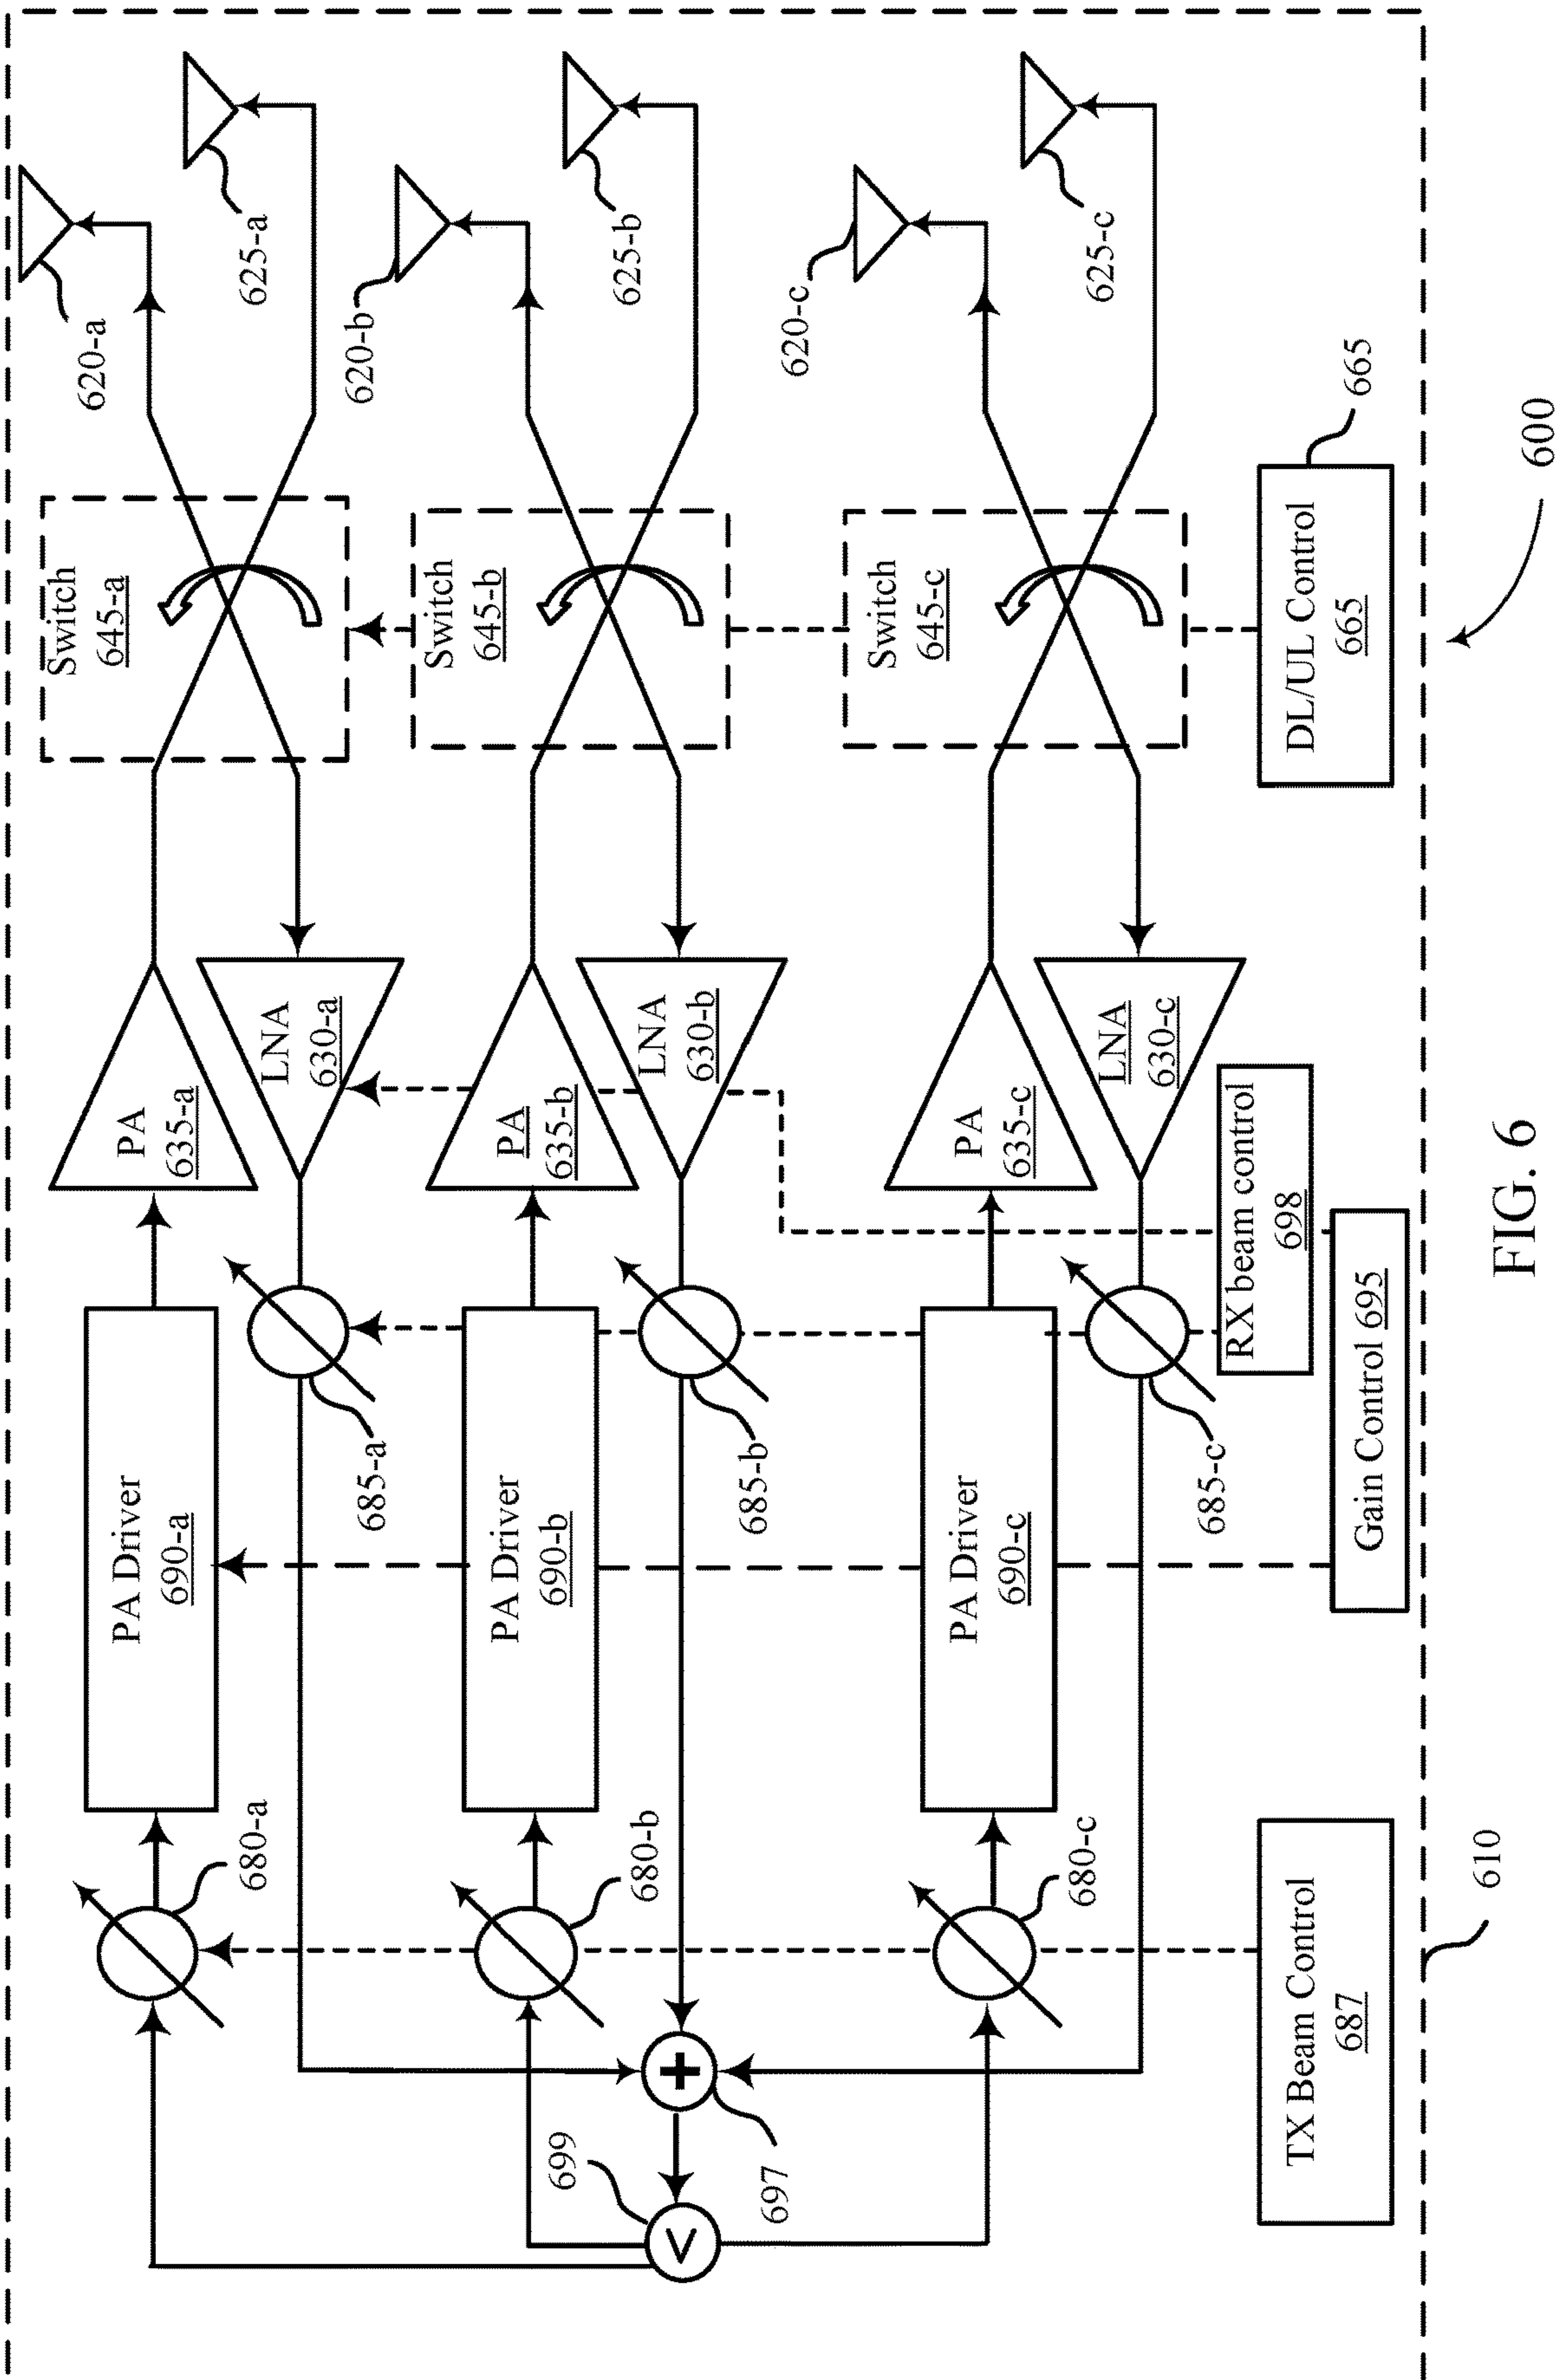 620-a
625-a
620-b
625-b
620-c
625-c
Switch
645-a
Switch
645-b
Switch
645-c
DL/UL Control
665
665
600
PA
635-a
LNA
630-a
PA
635-b
LNA
630-b
PA
635-c
LNA
630-c
RX beam control
698
Gain Control 695
PA Driver
690-a
685-a
PA Driver
690-b
685-b
PA Driver
690-c
685-c
680-a
680-b
680-c
+
699
697
TX Beam Control
687
610
FIG. 6